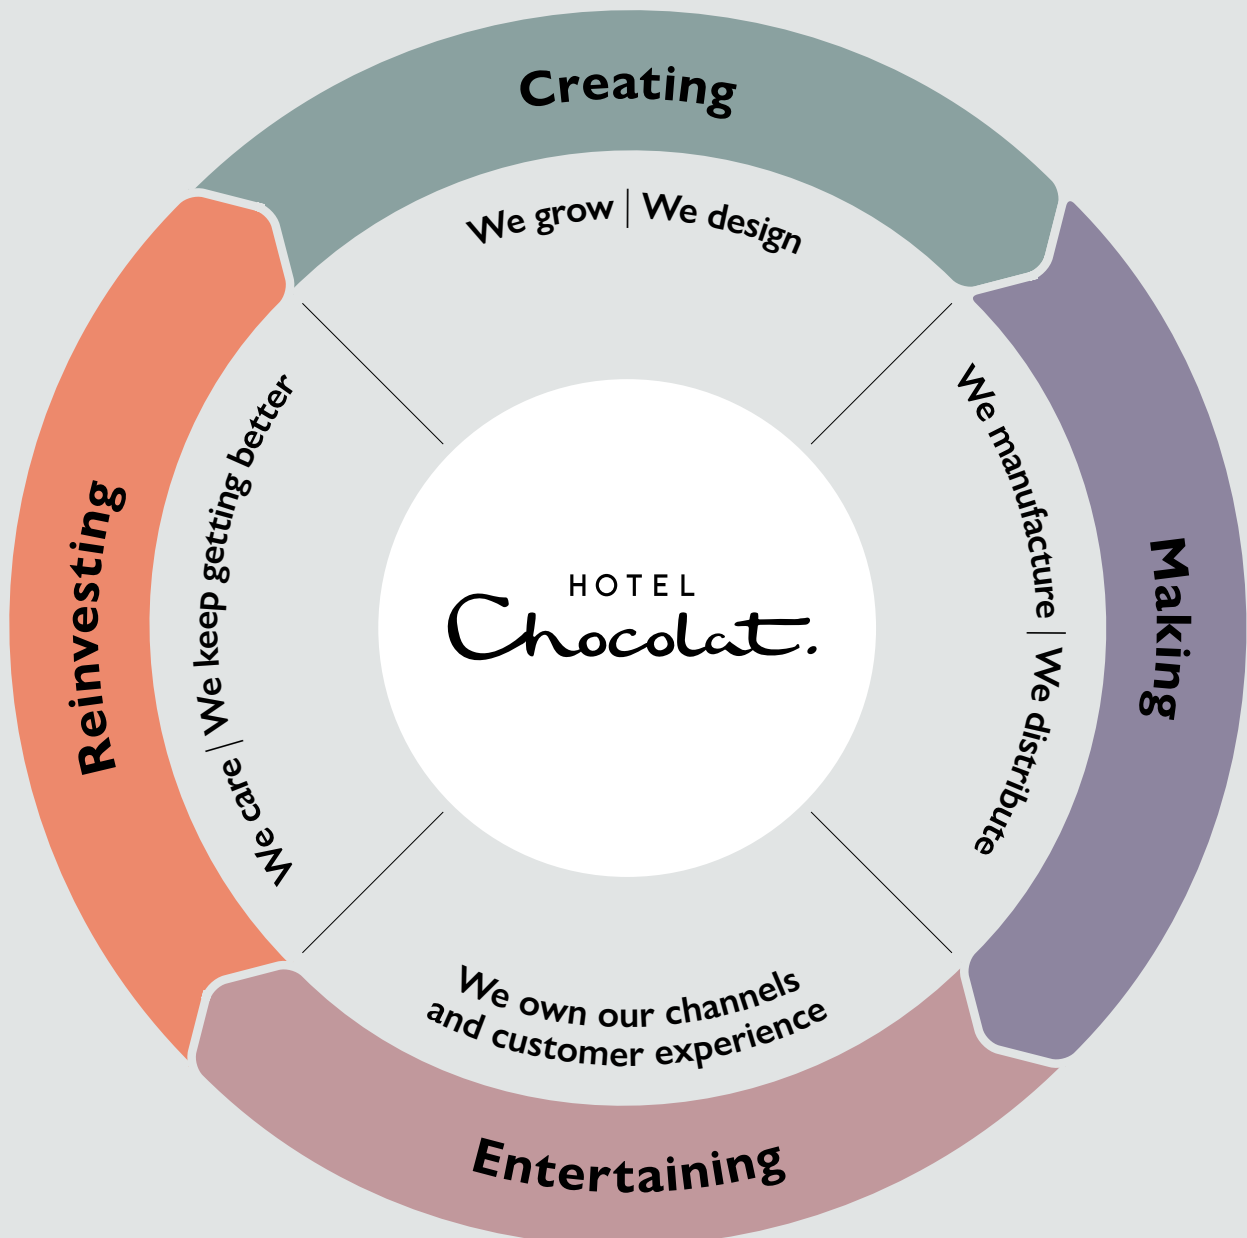 Creating
We grow | We design
Making
We manufacture | We distribute
Entertaining
We own our channels
and customer experience
Reinvesting
We care | We keep getting better
HOTEL
Chocolat.